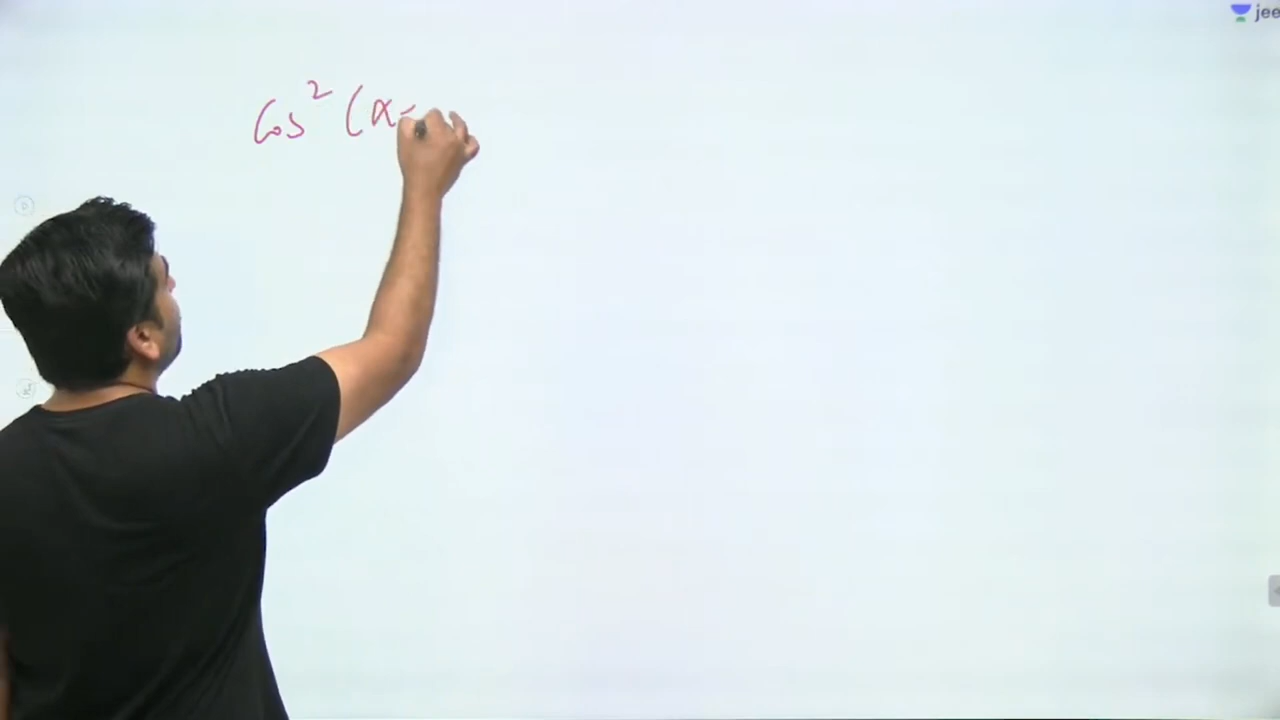 Cos² (α-
jee